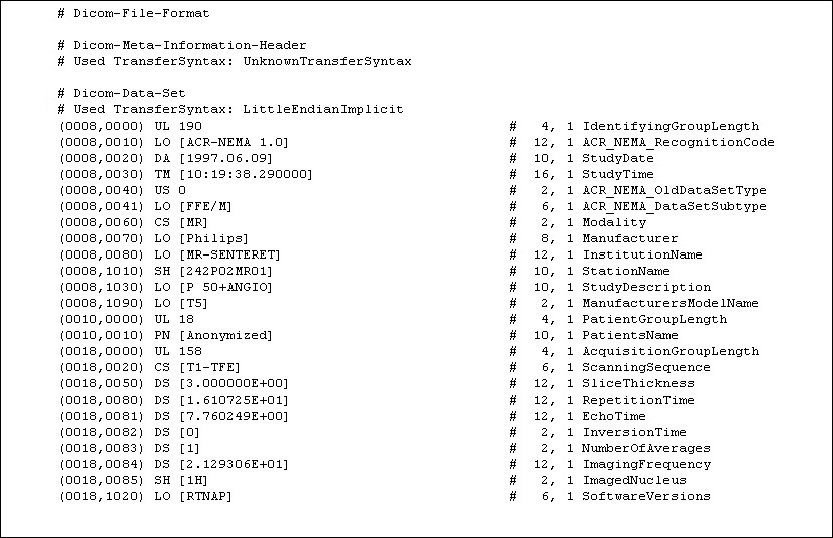 # Dicom-File-Format
# Dicom-Meta-Information-Header
# Used TransferSyntax: UnknownTransferSyntax
# Dicom-Data-Set
# Used TransferSyntax: LittleEndianImplicit
(0008,0000) UL 190 # 4, 1 IdentifyingGroupLength
(0008,0010) LO [ACR-NEMA 1.0] # 12, 1 ACR_NEMA_RecognitionCode
(0008,0020) DA [1997.06.09] # 10, 1 StudyDate
(0008,0030) TM [10:19:38.290000] # 16, 1 StudyTime
(0008,0040) US 0 # 2, 1 ACR_NEMA_OldDataSetType
(0008,0041) LO [FFE/M] # 6, 1 ACR_NEMA_DataSetSubtype
(0008,0060) CS [MR] # 2, 1 Modality
(0008,0070) LO [Philips] # 8, 1 Manufacturer
(0008,0080) LO [MR-SENTERET] # 12, 1 InstitutionName
(0008,1010) SH [242P02MR01] # 10, 1 StationName
(0008,1030) LO [P 50+ANGIO] # 10, 1 StudyDescription
(0008,1090) LO [T5] # 2, 1 ManufacturersModelName
(0010,0000) UL 18 # 4, 1 PatientGroupLength
(0010,0010) PN [Anonymized] # 10, 1 PatientsName
(0018,0000) UL 158 # 4, 1 AcquisitionGroupLength
(0018,0020) CS [T1-TFE] # 6, 1 ScanningSequence
(0018,0050) DS [3.000000E+00] # 12, 1 SliceThickness
(0018,0080) DS [1.610725E+01] # 12, 1 RepetitionTime
(0018,0081) DS [7.760249E+00] # 12, 1 EchoTime
(0018,0082) DS [0] # 2, 1 InversionTime
(0018,0083) DS [1] # 2, 1 NumberOfAverages
(0018,0084) DS [2.129306E+01] # 12, 1 ImagingFrequency
(0018,0085) SH [1H] # 2, 1 ImagedNucleus
(0018,1020) LO [RTNAP] # 6, 1 SoftwareVersions